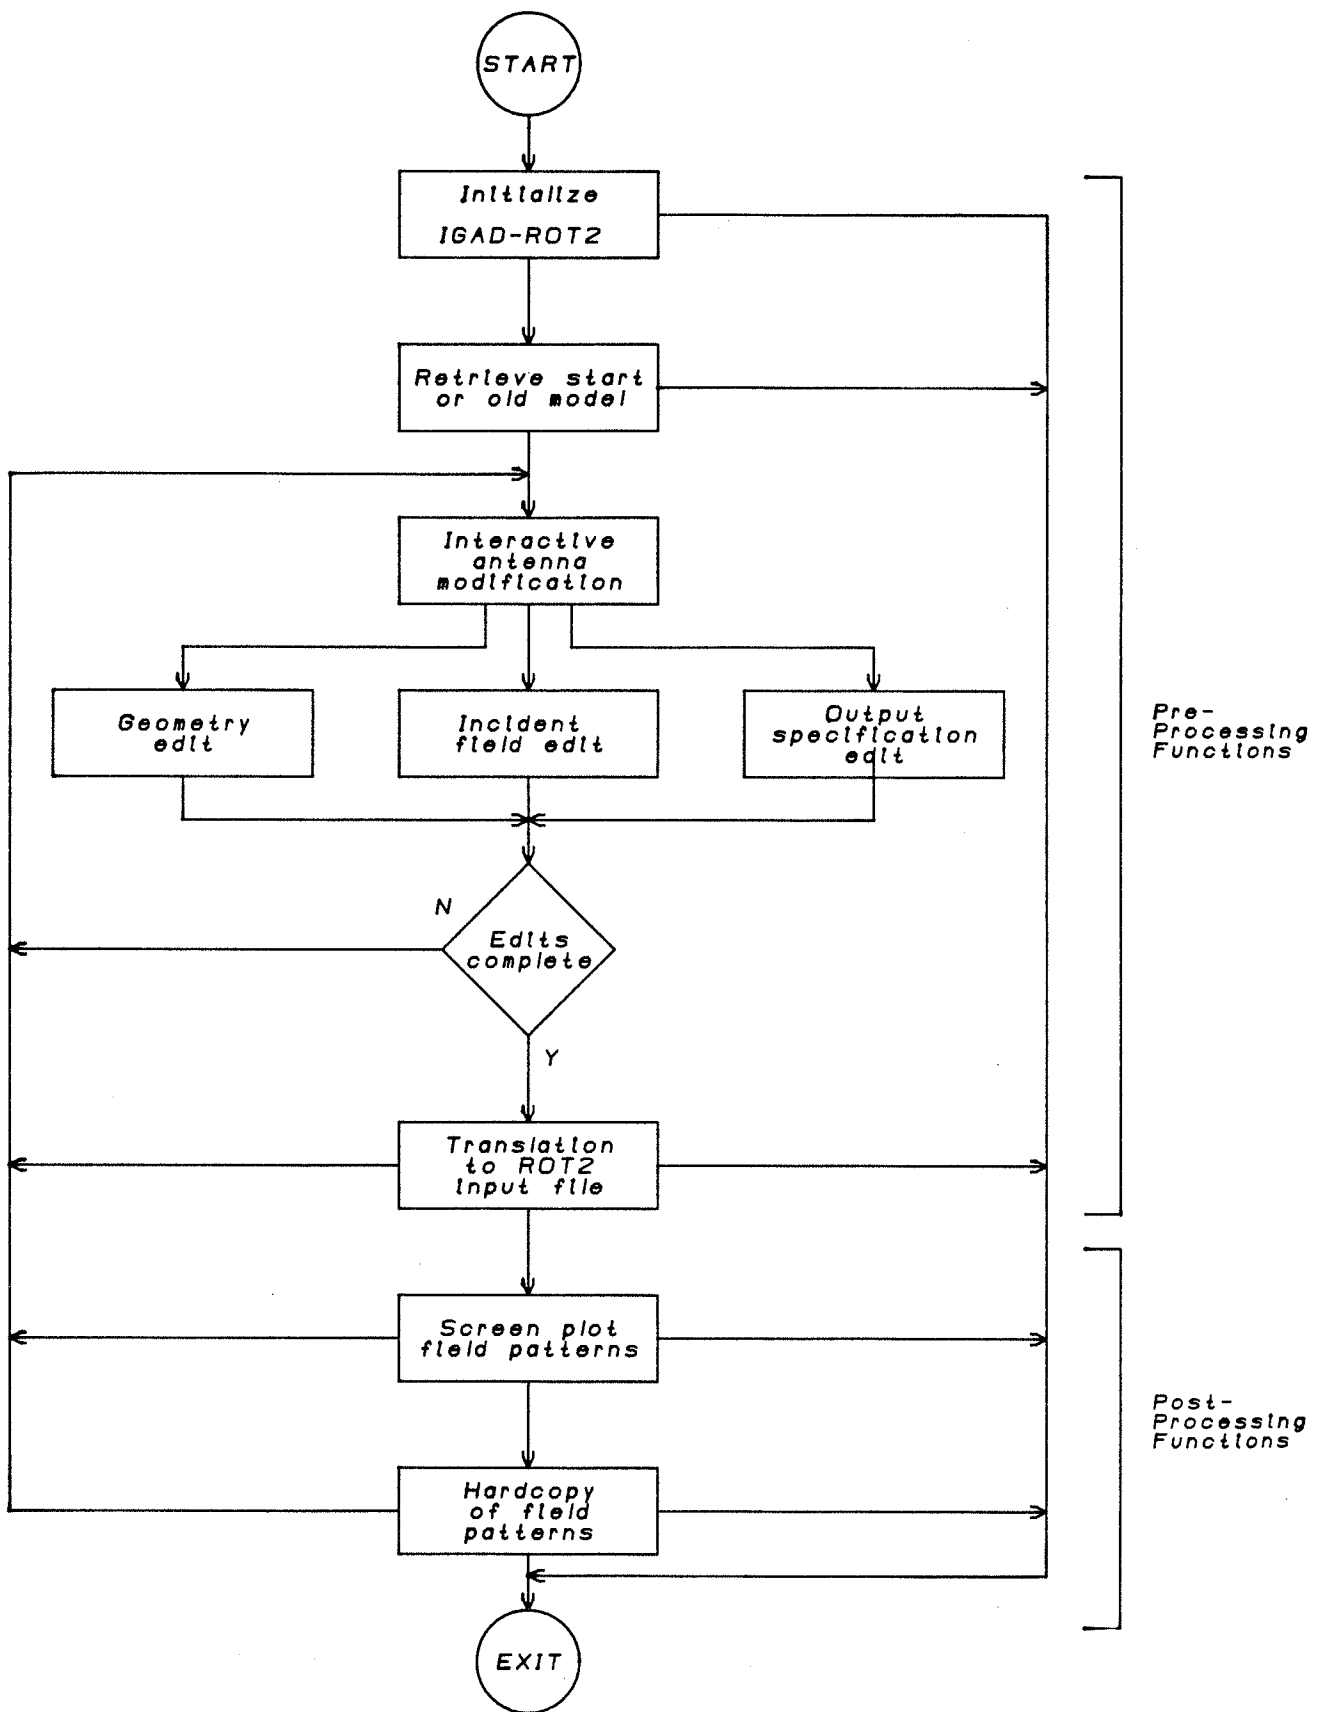 START
Initialize
IGAD-ROT2
Retrieve start
or old model
Interactive
antenna
modification
Geometry
edit
Incident
field edit
Output
specification
edit
Pre-
Processing
Functions
N
Edits
complete
Y
Translation
to ROT2
input file
Screen plot
field patterns
Post-
Processing
Functions
Hardcopy
of field
patterns
EXIT